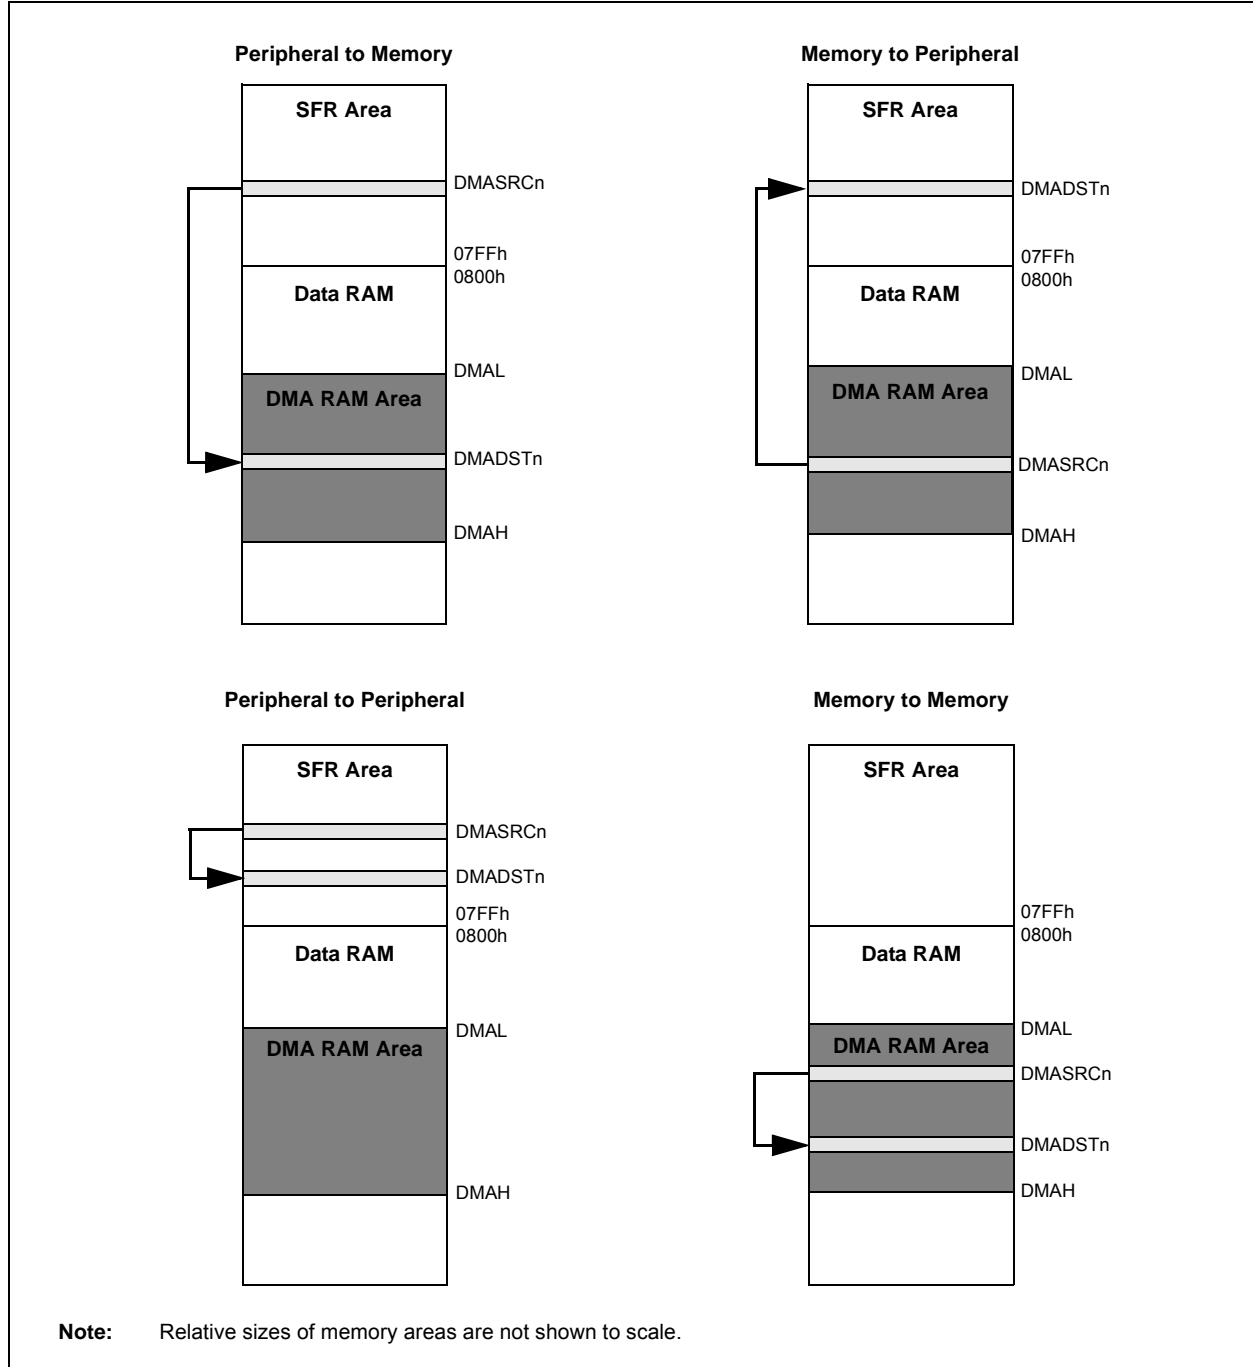 Peripheral to Memory
SFR Area
DMASRCn
07FFh
0800h
Data RAM
DMAL
DMA RAM Area
DMADSTn
DMAH
Memory to Peripheral
SFR Area
DMADSTn
07FFh
0800h
Data RAM
DMAL
DMA RAM Area
DMASRCn
DMAH
Peripheral to Peripheral
SFR Area
DMASRCn
DMADSTn
07FFh
0800h
Data RAM
DMAL
DMA RAM Area
DMAH
Memory to Memory
SFR Area
07FFh
0800h
Data RAM
DMAL
DMA RAM Area
DMASRCn
DMADSTn
DMAH
Note: Relative sizes of memory areas are not shown to scale.